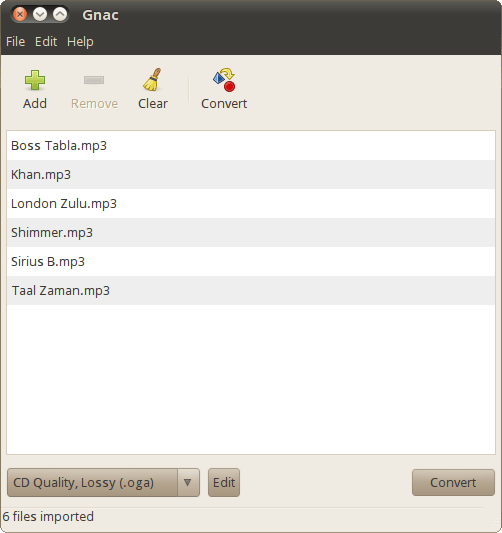 Gnac
File Edit Help
Add Remove Clear Convert
Boss Tabla.mp3
Khan.mp3
London Zulu.mp3
Shimmer.mp3
Sirius B.mp3
Taal Zaman.mp3
CD Quality, Lossy (.oga) Edit Convert
6 files imported